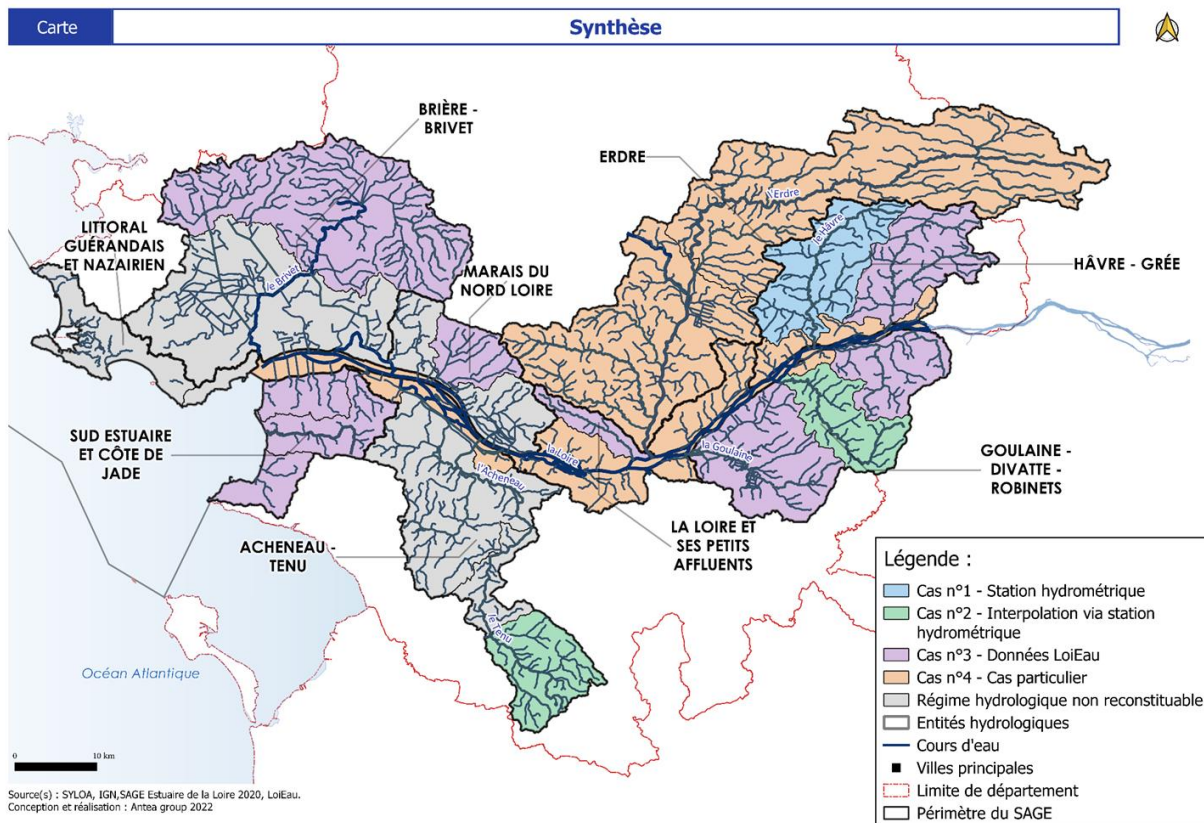 Carte
Synthèse
BRIÈRE -
BRIVET
ERDRE
l'Erdre
le Hâvre
LITTORAL
GUÉRANDAIS
ET NAZAIRIEN
le Brivet
MARAIS DU
NORD LOIRE
HÂVRE - GRÉE
SUD ESTUAIRE
ET CÔTE DE
JADE
la Loire
la Goulaine
l'Acheneau
GOULAINE -
DIVATTE -
ROBINETS
ACHENEAU -
TENU
LA LOIRE ET
SES PETITS
AFFLUENTS
le Tenu
Océan Atlantique
0 10 km
Légende :
Cas n°1 - Station hydrométrique
Cas n°2 - Interpolation via station
hydrométrique
Cas n°3 - Données LoiEau
Cas n°4 - Cas particulier
Régime hydrologique non reconstituable
Entités hydrologiques
Cours d'eau
Villes principales
Limite de département
Périmètre du SAGE
Source(s) : SYLOA, IGN,SAGE Estuaire de la Loire 2020, LoiEau.
Conception et réalisation : Antea group 2022